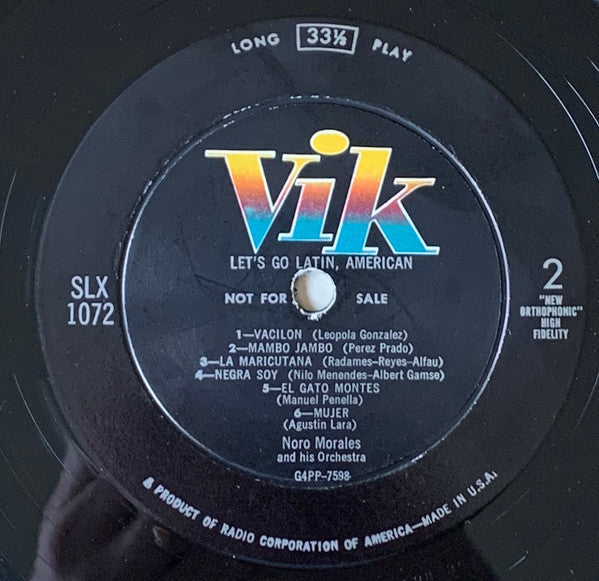 LONG 33⅓ PLAY
Vik
LET'S GO LATIN, AMERICAN
SLX
1072
NOT FOR SALE
2
"NEW
ORTHOPHONIC"
HIGH
FIDELITY
1—VACILON (Leopola Gonzalez)
2—MAMBO JAMBO (Perez Prado)
3—LA MARICUTANA (Radames-Reyes-Alfau)
4—NEGRA SOY (Nilo Menendes-Albert Gamse)
5—EL GATO MONTES
(Manuel Penella)
6—MUJER
(Agustin Lara)
Noro Morales
and his Orchestra
G4PP-7598
A PRODUCT OF RADIO CORPORATION OF AMERICA—MADE IN U.S.A.